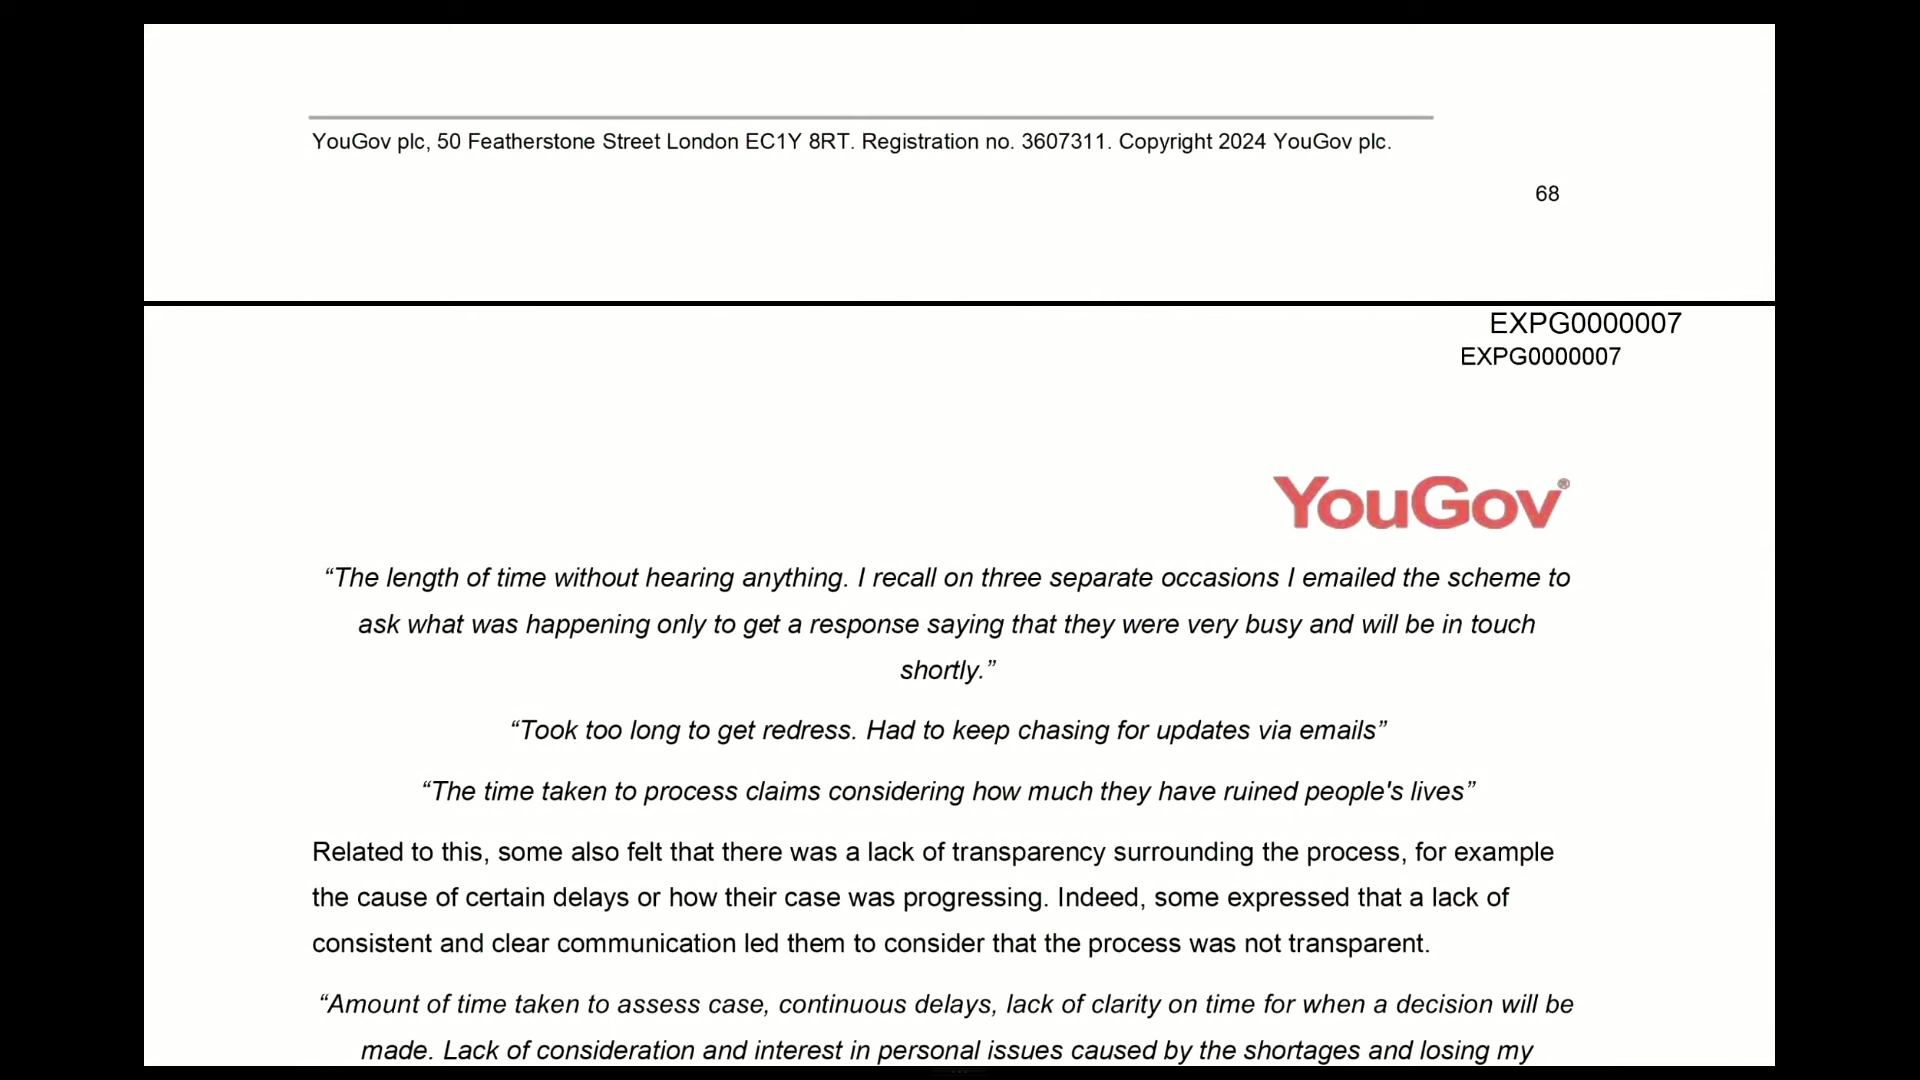 YouGov plc, 50 Featherstone Street London EC1Y 8RT. Registration no. 3607311. Copyright 2024 YouGov plc.
68
EXPG0000007
EXPG0000007
YouGov®
“The length of time without hearing anything. I recall on three separate occasions I emailed the scheme to
ask what was happening only to get a response saying that they were very busy and will be in touch
shortly.”
“Took too long to get redress. Had to keep chasing for updates via emails”
“The time taken to process claims considering how much they have ruined people's lives”
Related to this, some also felt that there was a lack of transparency surrounding the process, for example
the cause of certain delays or how their case was progressing. Indeed, some expressed that a lack of
consistent and clear communication led them to consider that the process was not transparent.
“Amount of time taken to assess case, continuous delays, lack of clarity on time for when a decision will be
made. Lack of consideration and interest in personal issues caused by the shortages and losing my